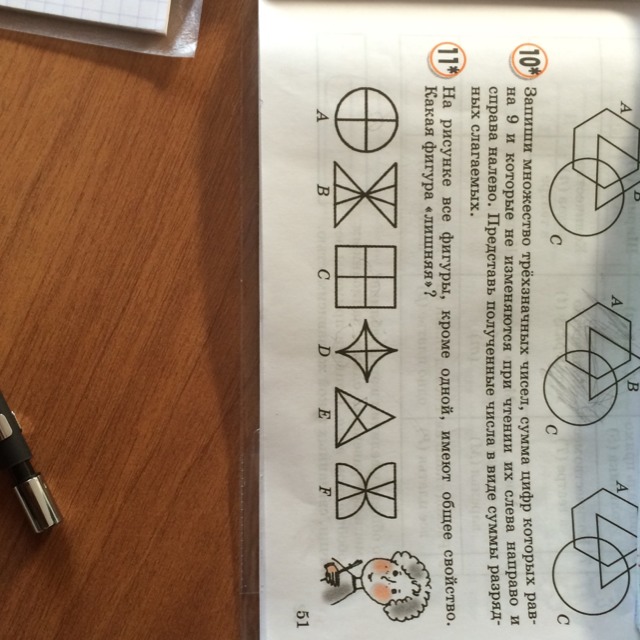 A B C A B C A C
10* Запиши множество трёхзначных чисел, сумма цифр которых рав-
на 9 и которые не изменяются при чтении их слева направо и
справа налево. Представь полученные числа в виде суммы разряд-
ных слагаемых.
11* На рисунке все фигуры, кроме одной, имеют общее свойство.
Какая фигура «лишняя»?
A B C D E F
51